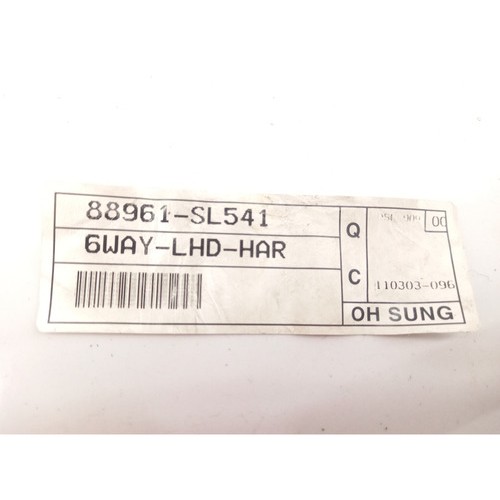 88961-SL541
6WAY-LHD-HAR
Q
C
00
110303-096
OH SUNG